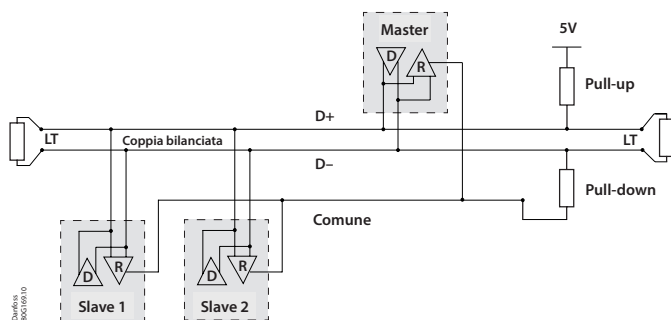 Master
D
R
5V
Pull-up
D+
LT
Coppia bilanciata
LT
D–
Pull-down
Comune
D
R
Slave 1
D
R
Slave 2
Danfoss
80G169.10